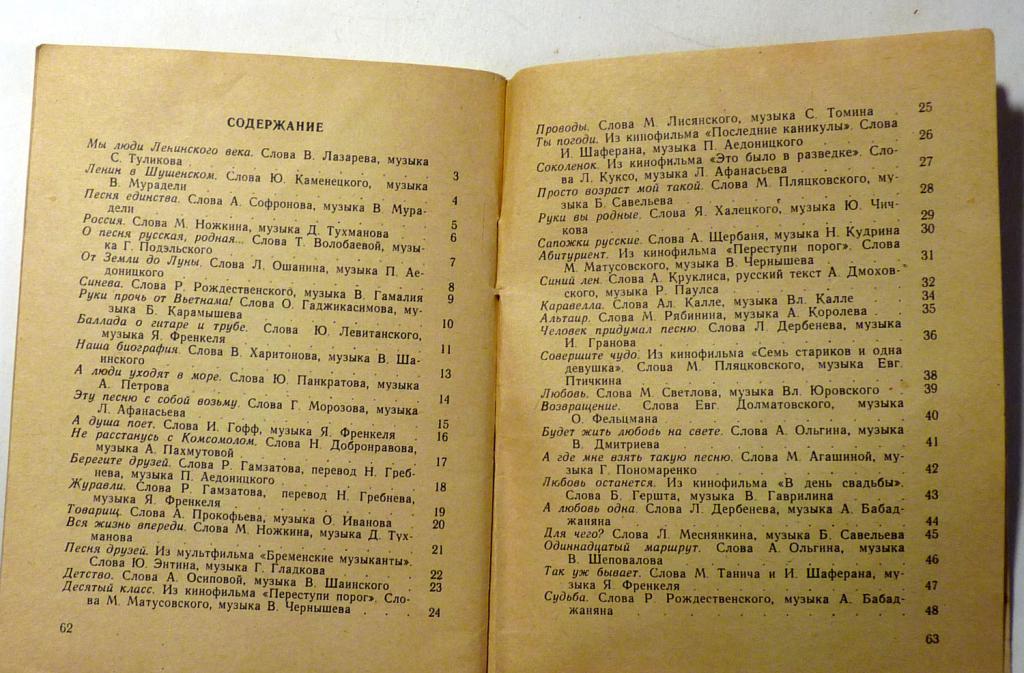 СОДЕРЖАНИЕ
Мы люди Ленинского века. Слова В. Лазарева, музыка
С. Туликова . . . 3
Ленин в Шушенском. Слова Ю. Каменецкого, музыка
В. Мурадели . . . 4
Песня единства. Слова А. Софронова, музыка В. Мура-
дели . . . 5
Россия. Слова М. Ножкина, музыка Д. Тухманова . . 6
О песня русская, родная... Слова Т. Волобаевой, музы-
ка Г. Подэльского . . . 7
От Земли до Луны. Слова Л. Ошанина, музыка П. Ае-
доницкого . . . 8
Синева. Слова Р. Рождественского, музыка В. Гамалия 9
Руки прочь от Вьетнама! Слова О. Гаджикасимова, му-
зыка Б. Карамышева . . . 10
Баллада о гитаре и трубе. Слова Ю. Левитанского,
музыка Я. Френкеля . . . 11
Наша биография. Слова В. Харитонова, музыка В. Ша-
инского . . . 13
А люди уходят в море. Слова Ю. Панкратова, музыка
А. Петрова . . . 14
Эту песню с собой возьму. Слова Г. Морозова, музыка
Л. Афанасьева . . . 15
А душа поет. Слова И. Гофф, музыка Я. Френкеля . 16
Не расстанусь с Комсомолом. Слова Н. Добронравова,
музыка А. Пахмутовой . . . 17
Берегите друзей. Слова Р. Гамзатова, перевод Н. Греб-
нева, музыка П. Аедоницкого . . . 18
Журавли. Слова Р. Гамзатова, перевод Н. Гребнева,
музыка Я. Френкеля . . . 19
Товарищ. Слова А. Прокофьева, музыка О. Иванова . 20
Вся жизнь впереди. Слова М. Ножкина, музыка Д. Тух-
манова . . . 21
Песня друзей. Из мультфильма «Бременские музыканты».
Слова Ю. Энтина, музыка Г. Гладкова . . . 22
Детство. Слова А. Осиповой, музыка В. Шаинского . 23
Десятый класс. Из кинофильма «Переступи порог». Сло-
ва М. Матусовского, музыка В. Чернышева . . . 24
62
Проводы. Слова М. Лисянского, музыка С. Томина . 25
Ты погоди. Из кинофильма «Последние каникулы». Слова
И. Шаферана, музыка П. Аедоницкого . . . 26
Соколенок. Из кинофильма «Это было в разведке». Сло-
ва Л. Куксо, музыка Л. Афанасьева . . . 27
Просто возраст мой такой. Слова М. Пляцковского, му-
зыка Б. Савельева . . . 28
Руки вы родные. Слова Я. Халецкого, музыка Ю. Чич-
кова . . . 29
Сапожки русские. Слова А. Щербаня, музыка Н. Кудрина 30
Абитуриент. Из кинофильма «Переступи порог». Слова
М. Матусовского, музыка В. Чернышева . . . 31
Синий лен. Слова А. Круклиса, русский текст А. Дмохов-
ского, музыка Р. Паулса . . . 32
Каравелла. Слова Ал. Калле, музыка Вл. Калле . . 34
Альтаир. Слова М. Рябинина, музыка А. Королева . . 35
Человек придумал песню. Слова Л. Дербенева, музыка
И. Гранова . . . 36
Совершите чудо. Из кинофильма «Семь стариков и одна
девушка». Слова М. Пляцковского, музыка Евг.
Птичкина . . . 38
Любовь. Слова М. Светлова, музыка Вл. Юровского . 39
Возвращение. Слова Евг. Долматовского, музыка
О. Фельцмана . . . 40
Будет жить любовь на свете. Слова А. Ольгина, музыка
В. Дмитриева . . . 41
А где мне взять такую песню. Слова М. Агашиной, му-
зыка Г. Пономаренко . . . 42
Любовь останется. Из кинофильма «В день свадьбы».
Слова Б. Гершта, музыка В. Гаврилина . . . 43
А любовь одна. Слова Л. Дербенева, музыка А. Бабад-
жаняна . . . 44
Для чего? Слова Л. Меснянкина, музыка Б. Савельева 45
Одиннадцатый маршрут. Слова А. Ольгина, музыка
В. Шеповалова . . . 46
Так уж бывает. Слова М. Танича и И. Шаферана, му-
зыка Я. Френкеля . . . 47
Судьба. Слова Р. Рождественского, музыка А. Бабад-
жаняна . . . 48
63